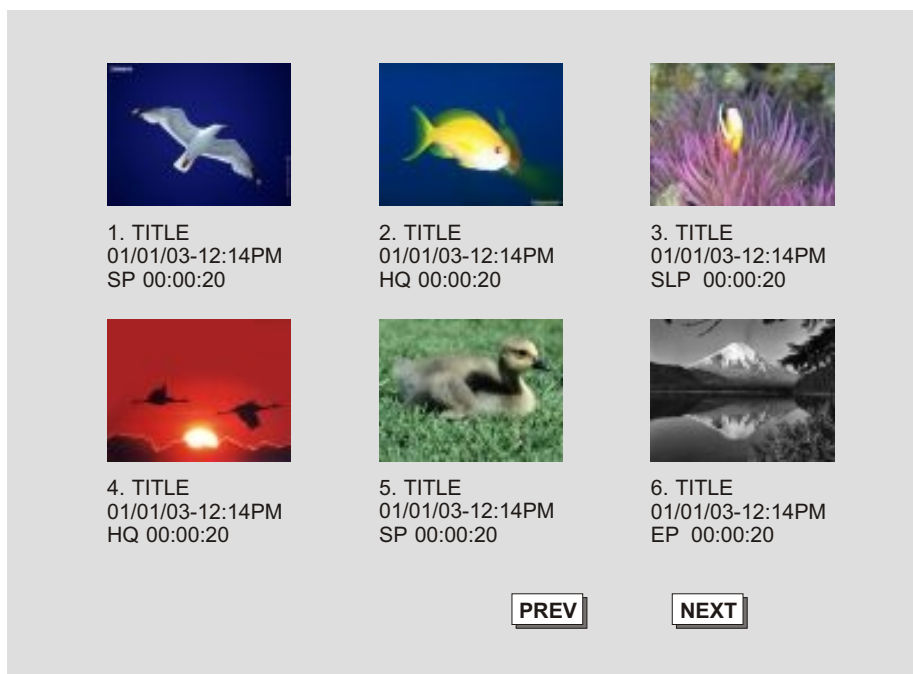 1. TITLE
01/01/03-12:14PM
SP 00:00:20
2. TITLE
01/01/03-12:14PM
HQ 00:00:20
3. TITLE
01/01/03-12:14PM
SLP  00:00:20
4. TITLE
01/01/03-12:14PM
HQ 00:00:20
5. TITLE
01/01/03-12:14PM
SP 00:00:20
6. TITLE
01/01/03-12:14PM
EP  00:00:20
PREV
NEXT